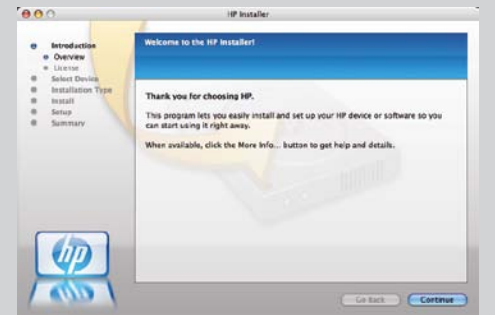 HP Installer
Introduction
Overview
License
Select Device
Installation Type
Install
Setup
Summary
Welcome to the HP Installer!
Thank you for choosing HP.
This program lets you easily install and set up your HP device or software so you
can start using it right away.
When available, click the More Info... button to get help and details.
hp
Go Back
Continue